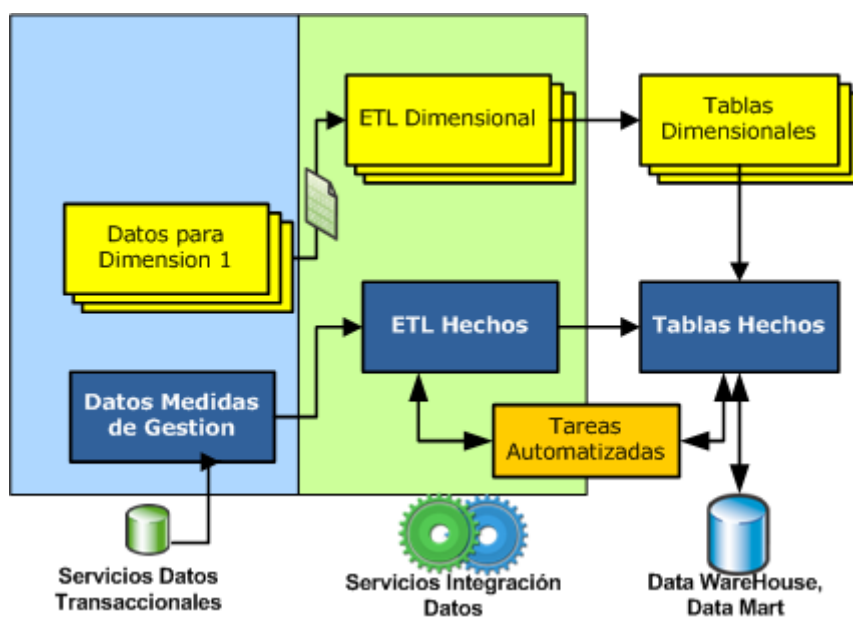 ETL Dimensional
Tablas
Dimensionales
Datos para
Dimension 1
ETL Hechos
Tablas Hechos
Datos Medidas
de Gestion
Tareas
Automatizadas
Servicios Datos
Transaccionales
Servicios Integración
Datos
Data WareHouse,
Data Mart